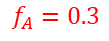 f_A = 0.3